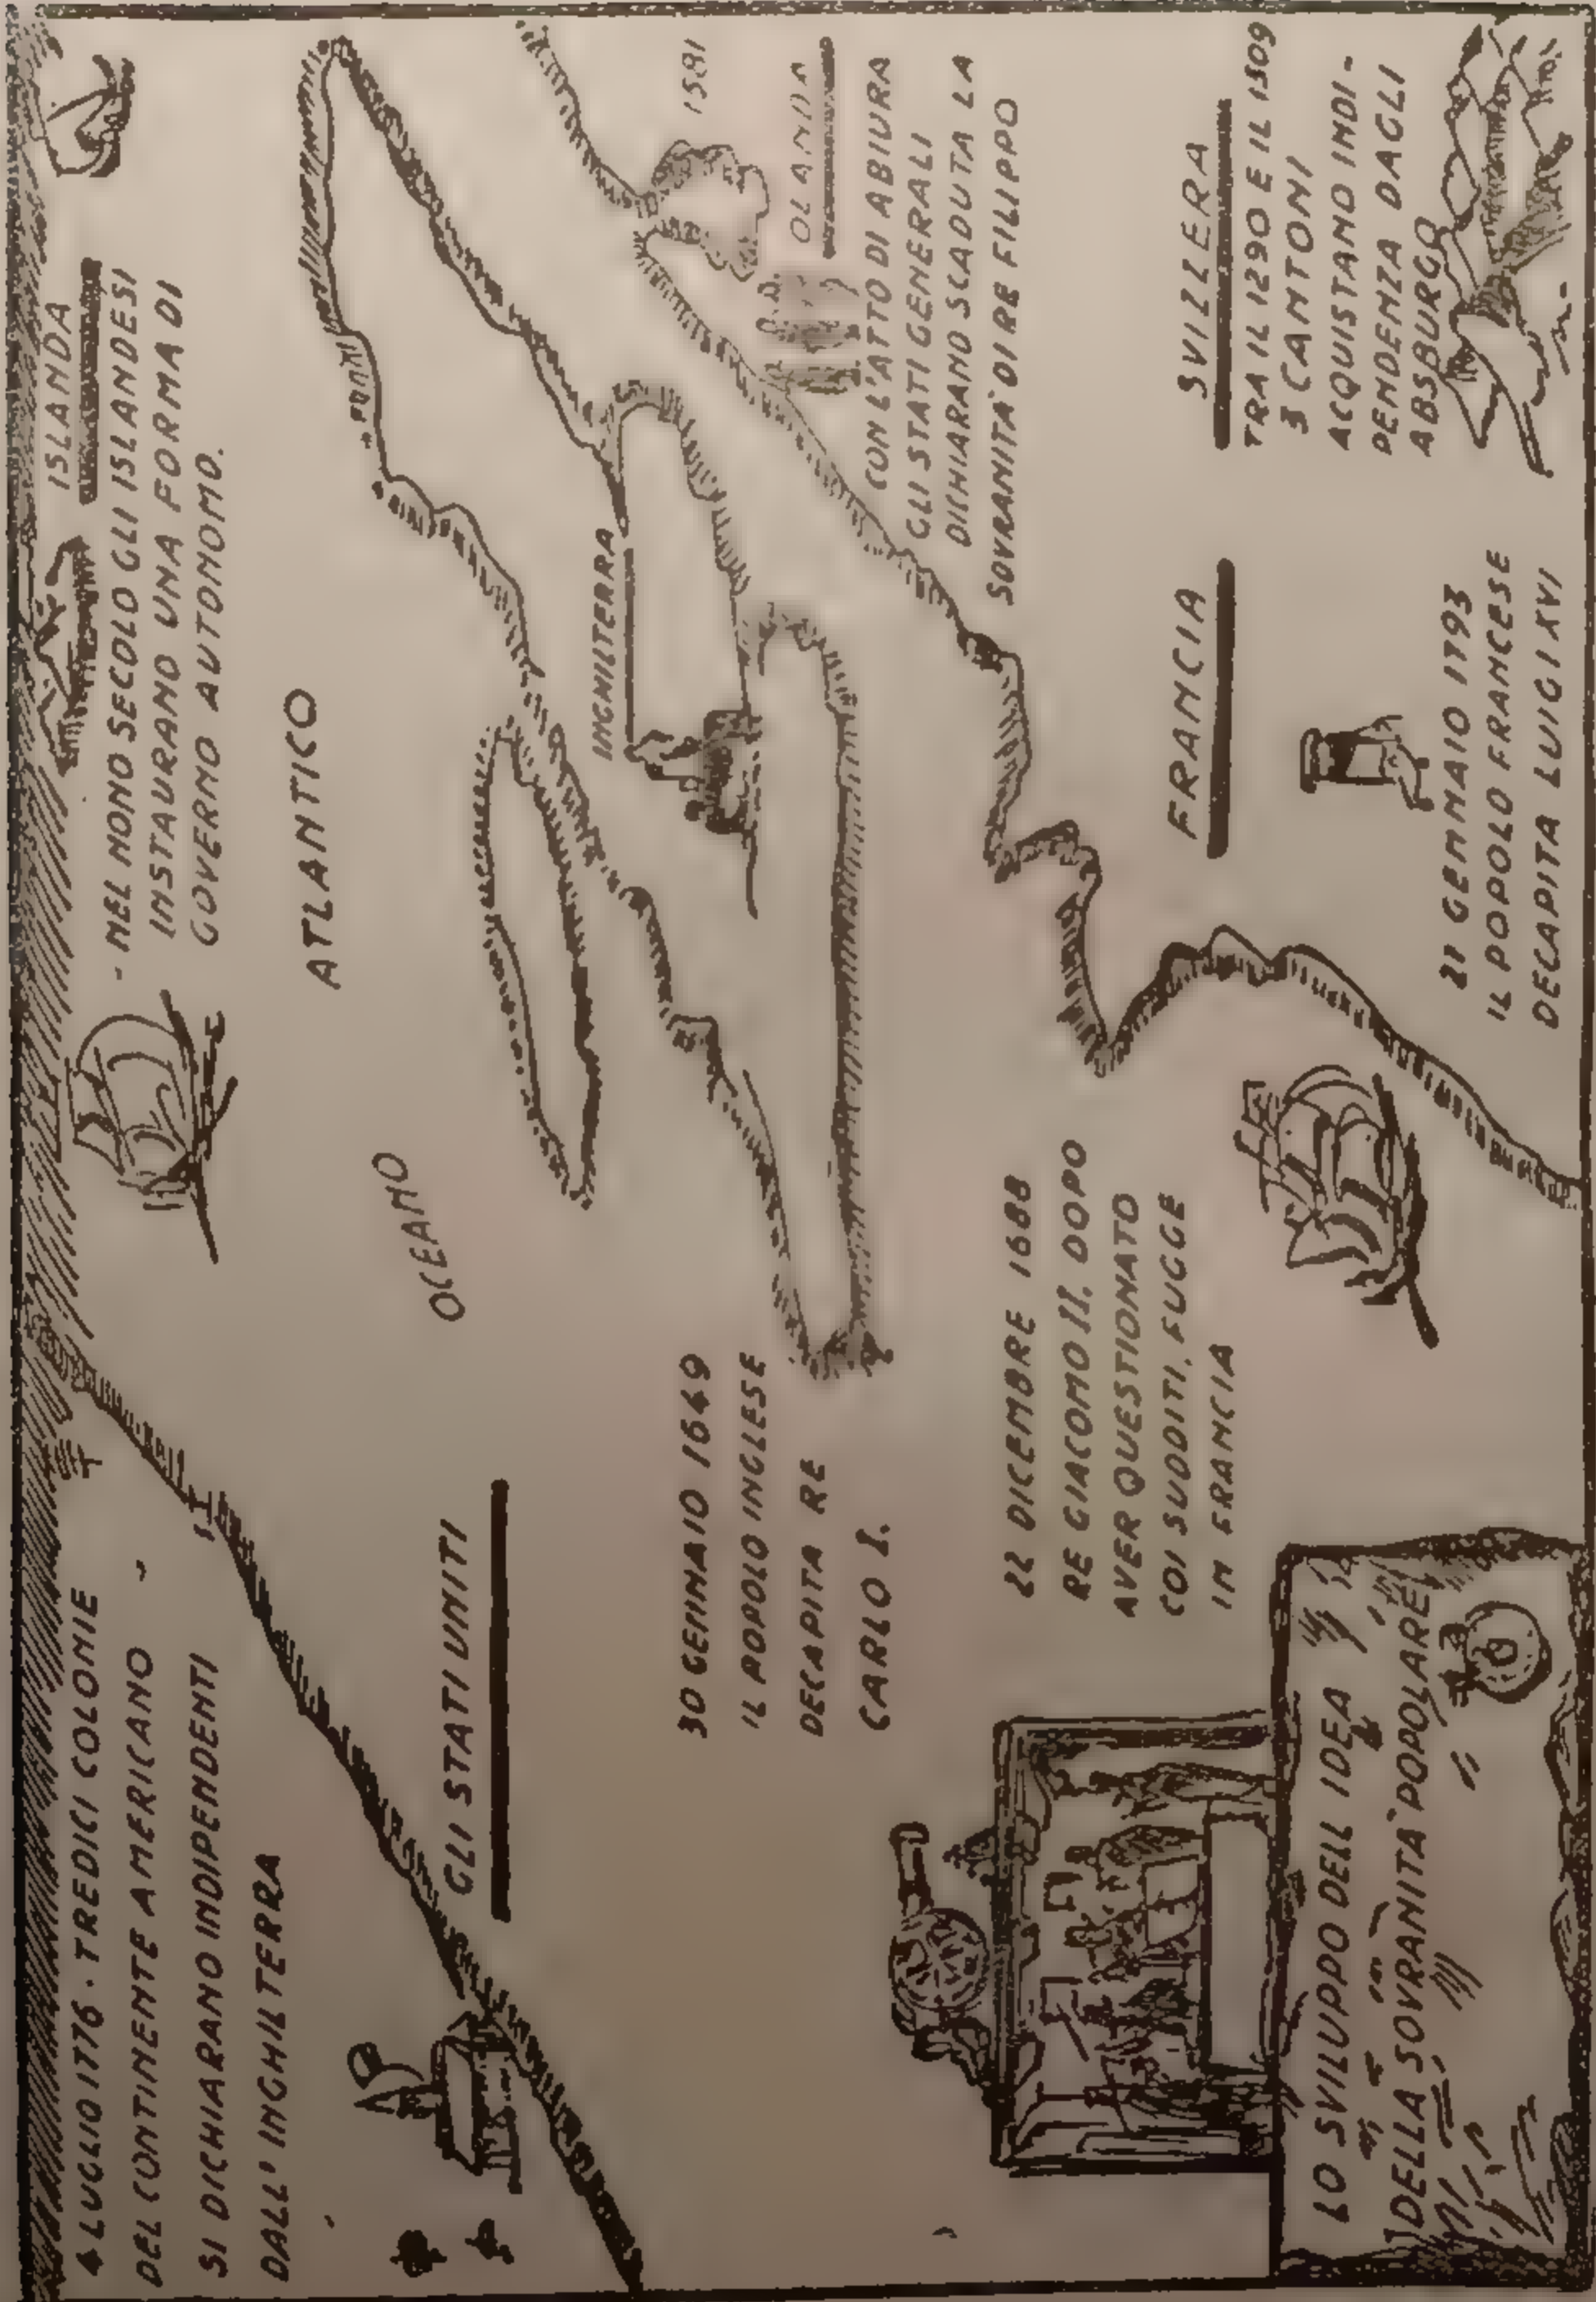 4 LUGLIO 1776 - TREDICI COLONIE
DEL CONTINENTE AMERICANO
SI DICHIARANO INDIPENDENTI
DALL' INGHILTERRA
GLI STATI UNITI
ISLANDA
- NEL NONO SECOLO GLI ISLANDESI
INSTAURANO UNA FORMA DI
GOVERNO AUTONOMO.
OCEANO
ATLANTICO
INGHILTERRA
30 GENNAIO 1649
IL POPOLO INGLESE
DECAPITA RE
CARLO I.
22 DICEMBRE 1688
RE GIACOMO II. DOPO
AVER QUESTIONATO
COI SUDDITI, FUGGE
IN FRANCIA
1581
OLANDA
CON L'ATTO DI ABIURA
GLI STATI GENERALI
DICHIARANO SCADUTA LA
SOVRANITA' DI RE FILIPPO
FRANCIA
21 GENNAIO 1793
IL POPOLO FRANCESE
DECAPITA LUIGI XVI
SVIZZERA
TRA IL 1290 E IL 1309
3 CANTONI
ACQUISTANO INDI-
PENDENZA DAGLI
ABSBURGO
LO SVILUPPO DELL IDEA
DELLA SOVRANITA' POPOLARE